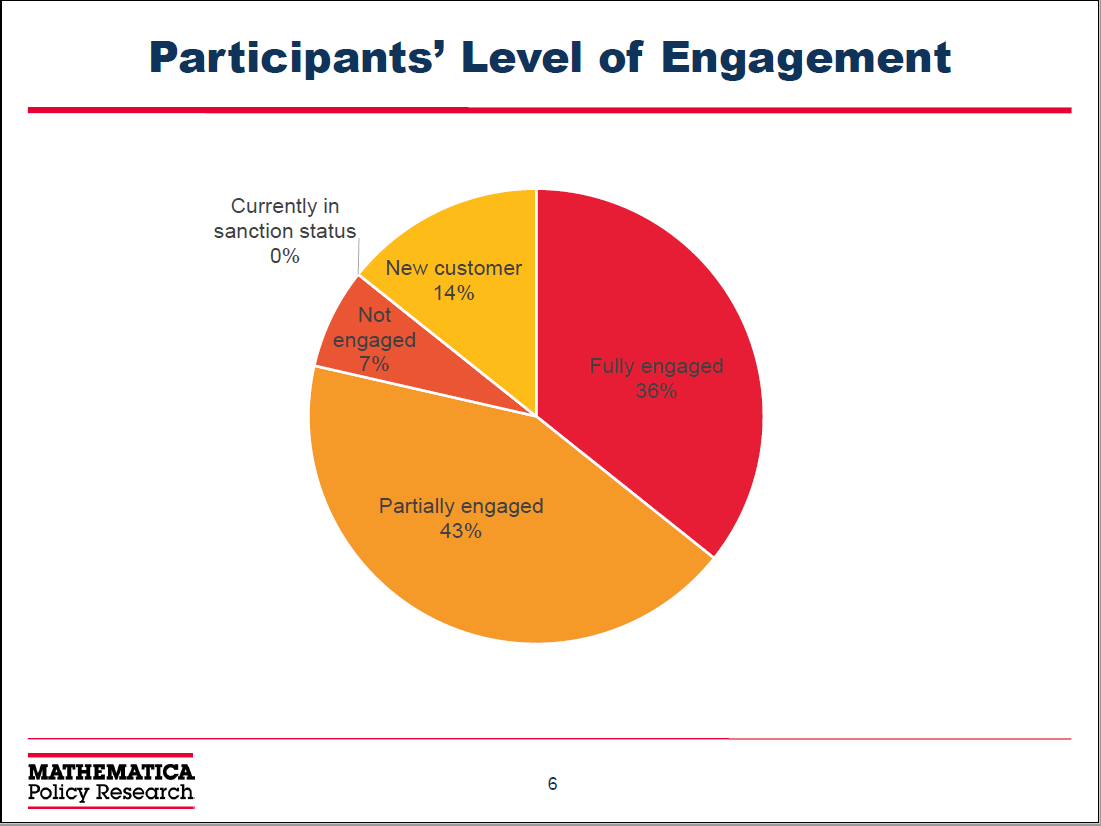 Participants’ Level of Engagement
Currently in
sanction status
0%
New customer
14%
Not
engaged
7%
Fully engaged
36%
Partially engaged
43%
MATHEMATICA
Policy Research
6